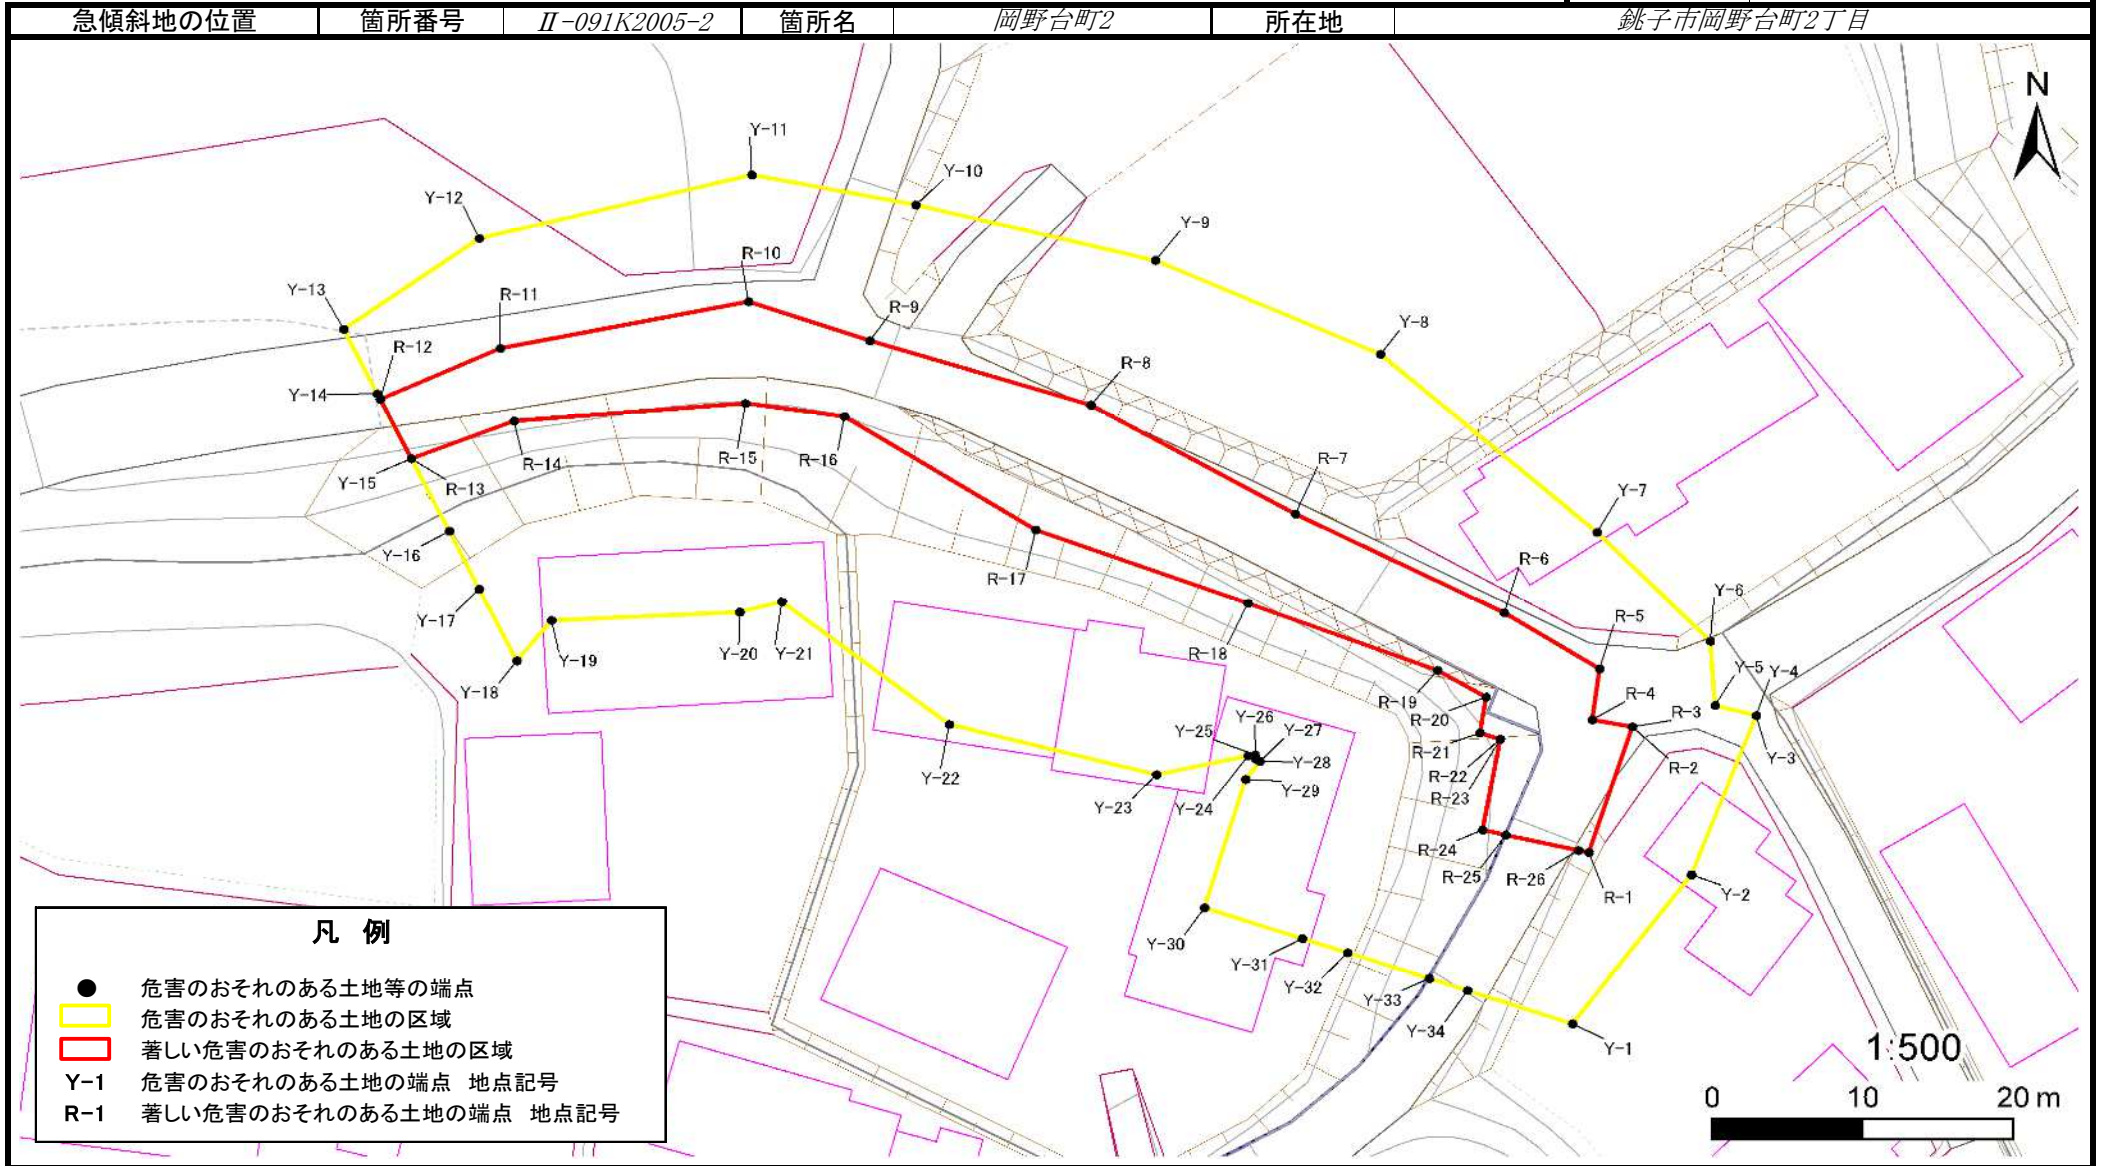 急傾斜地の位置 箇所番号 Ⅱ-091K2005-2 箇所名 岡野台町2 所在地 銚子市岡野台町2丁目
N
Y-11
Y-10
Y-12
Y-9
R-10
Y-13
R-11
R-9
Y-8
R-12
R-8
Y-14
R-7
Y-15
R-13
R-14
R-15
R-16
Y-7
Y-16
R-17
R-6
Y-17
R-5
Y-6
Y-18
Y-19
Y-20
Y-21
R-18
Y-5
Y-4
R-19
R-20
R-4
R-3
Y-22
Y-25
Y-26
Y-27
R-21
Y-3
Y-28
R-22
R-2
Y-23
Y-24
Y-29
R-23
R-24
R-25
R-26
R-1
Y-2
Y-30
Y-31
Y-32
Y-33
Y-34
Y-1
凡 例
危害のおそれのある土地等の端点
危害のおそれのある土地の区域
著しい危害のおそれのある土地の区域
Y-1 危害のおそれのある土地の端点 地点記号
R-1 著しい危害のおそれのある土地の端点 地点記号
1:500
0 10 20 m